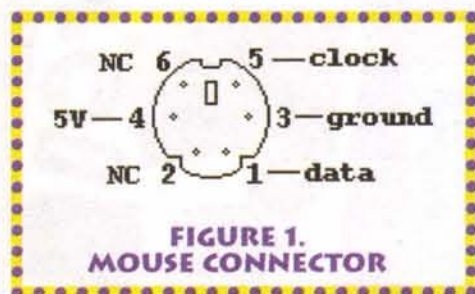 NC 6 5 — clock
5V — 4 3 — ground
NC 2 1 — data
FIGURE 1.
MOUSE CONNECTOR